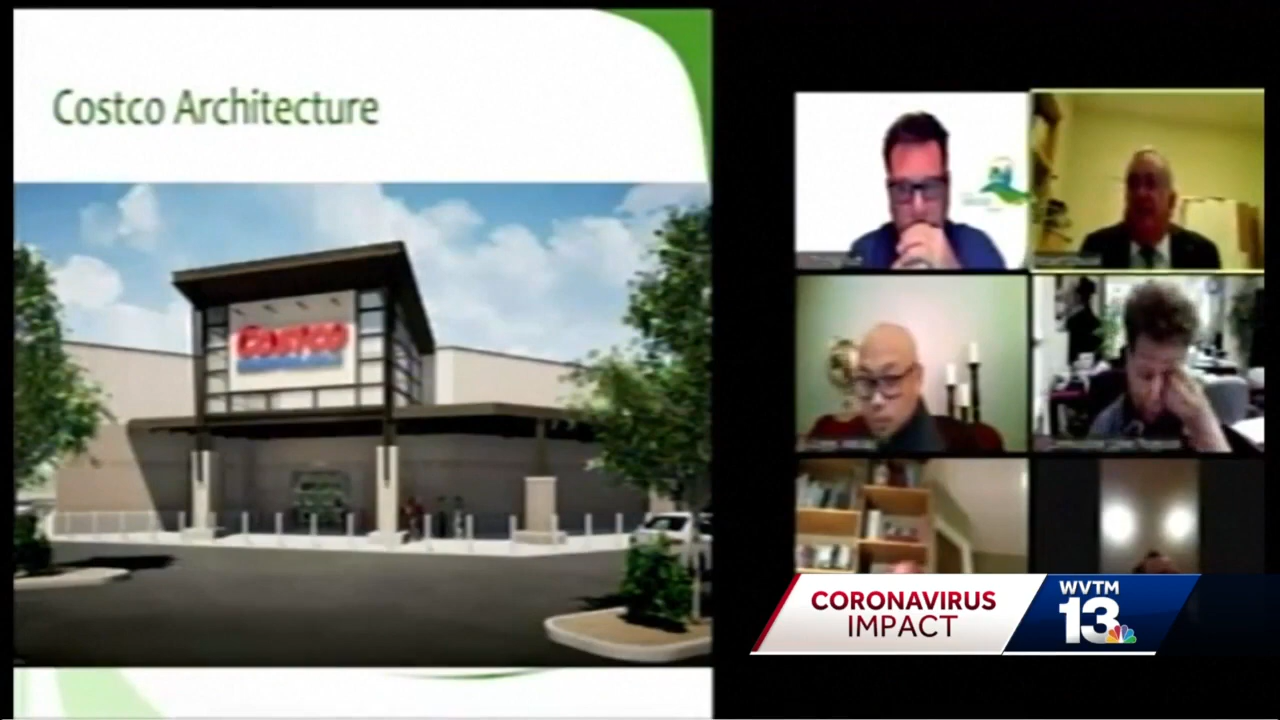 Costco Architecture
COSTCO
CORONAVIRUS
IMPACT
WVTM
13